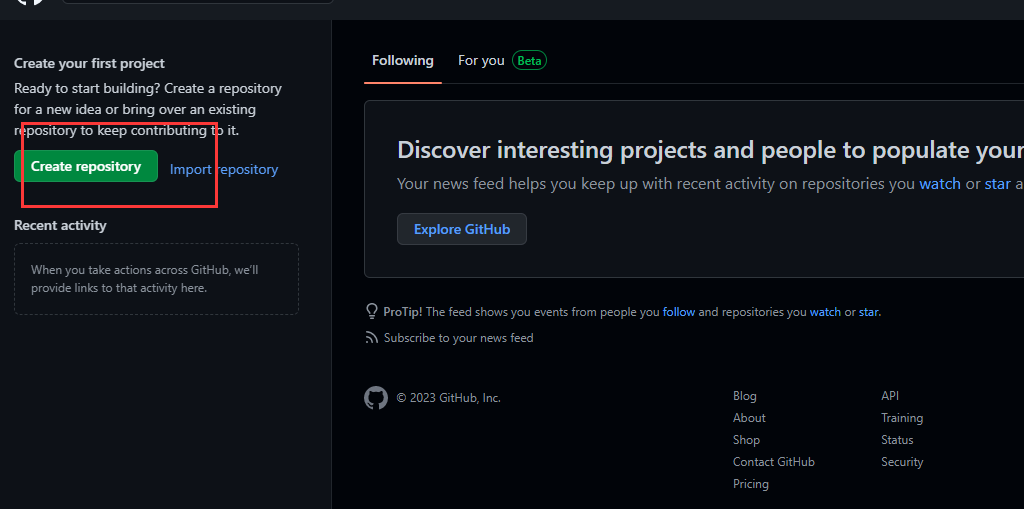 Create your first project
Ready to start building? Create a repository
for a new idea or bring over an existing
repository to keep contributing to it.
Create repository
Import repository
Recent activity
When you take actions across GitHub, we'll
provide links to that activity here.
Following
For you Beta
Discover interesting projects and people to populate your
Your news feed helps you keep up with recent activity on repositories you watch or star a
Explore GitHub
ProTip! The feed shows you events from people you follow and repositories you watch or star.
Subscribe to your news feed
© 2023 GitHub, Inc.
Blog
About
Shop
Contact GitHub
Pricing
API
Training
Status
Security